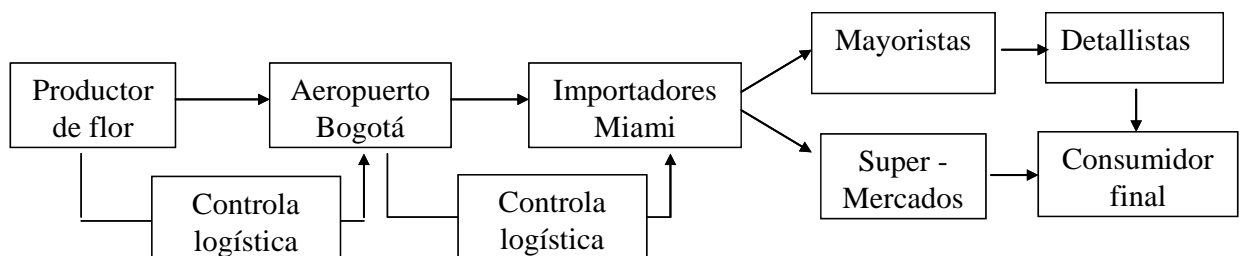 Productor
de flor
Aeropuerto
Bogotá
Importadores
Miami
Mayoristas
Detallistas
Super -
Mercados
Consumidor
final
Controla
logística
Controla
logística